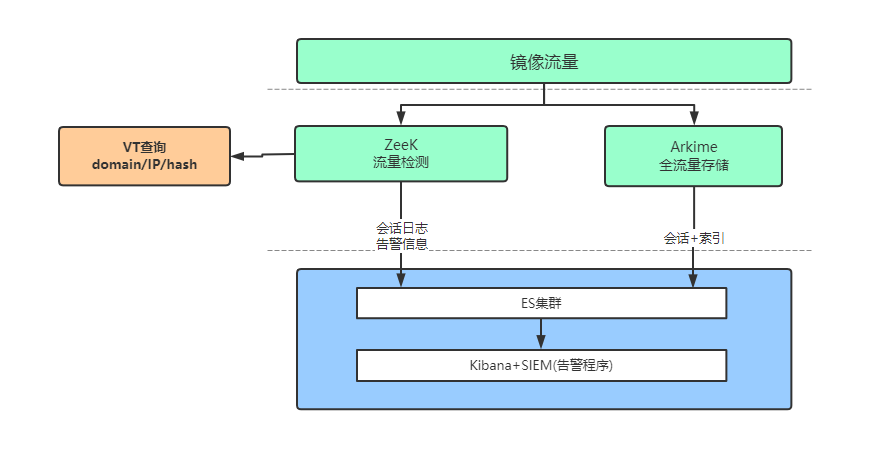 镜像流量
ZeeK
流量检测
Arkime
全流量存储
VT查询
domain/IP/hash
会话日志
告警信息
会话+索引
ES集群
Kibana+SIEM(告警程序)